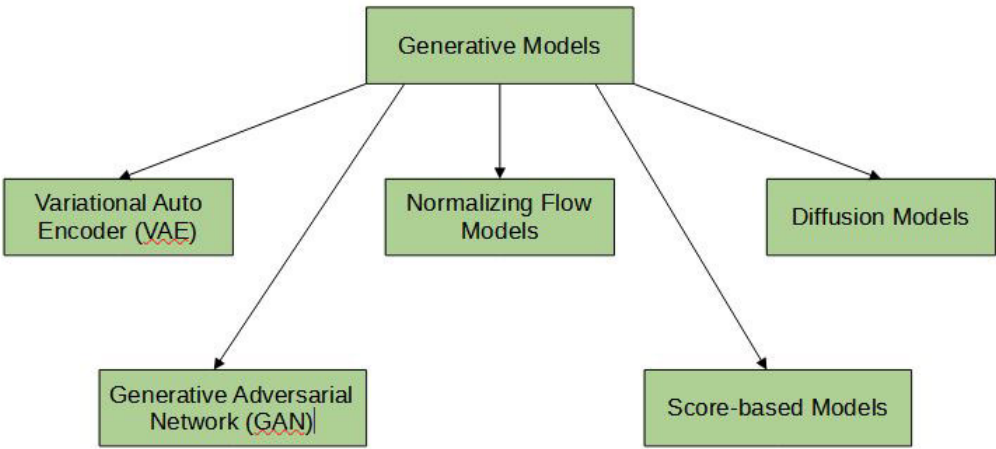 Generative Models
Variational Auto
Encoder (VAE)
Normalizing Flow
Models
Diffusion Models
Generative Adversarial
Network (GAN)
Score-based Models